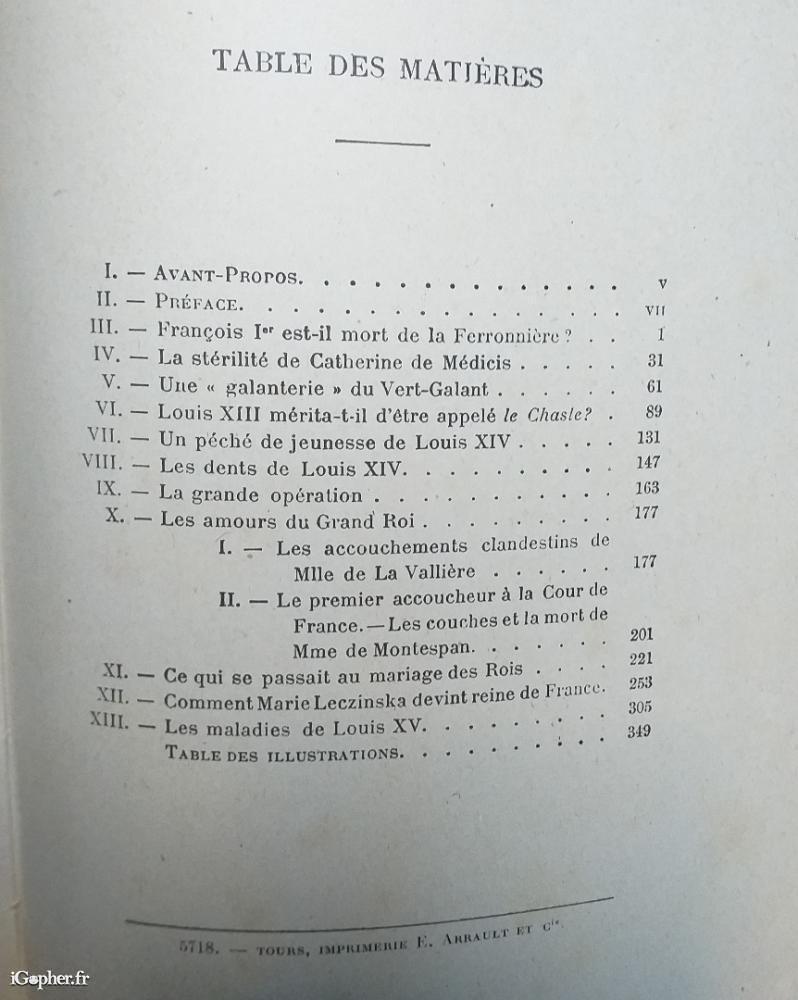 TABLE DES MATIÈRES
I. — AVANT-PROPOS. . . . . . . . . . . . . . V
II. — PRÉFACE. . . . . . . . . . . . . . . . VII
III. — François Ier est-il mort de la Ferronnière ? . . 1
IV. — La stérilité de Catherine de Médicis . . . . . 31
V. — Une « galanterie » du Vert-Galant . . . . . . 61
VI. — Louis XIII mérita-t-il d'être appelé le Chasle? . 89
VII. — Un péché de jeunesse de Louis XIV . . . . . 131
VIII. — Les dents de Louis XIV. . . . . . . . . . 147
IX. — La grande opération . . . . . . . . . . . 163
X. — Les amours du Grand Roi . . . . . . . . . 177
I. — Les accouchements clandestins de
Mlle de La Vallière . . . . . . 177
II. — Le premier accoucheur à la Cour de
France. — Les couches et la mort de
Mme de Montespan. . . . . . . 201
XI. — Ce qui se passait au mariage des Rois . . . . 221
XII. — Comment Marie Leczinska devint reine de France. 253
XIII. — Les maladies de Louis XV. . . . . . . . . 305
TABLE DES ILLUSTRATIONS. . . . . . . . . 349
5718. — TOURS, IMPRIMERIE E. ARRAULT ET Cie.
iGopher.fr